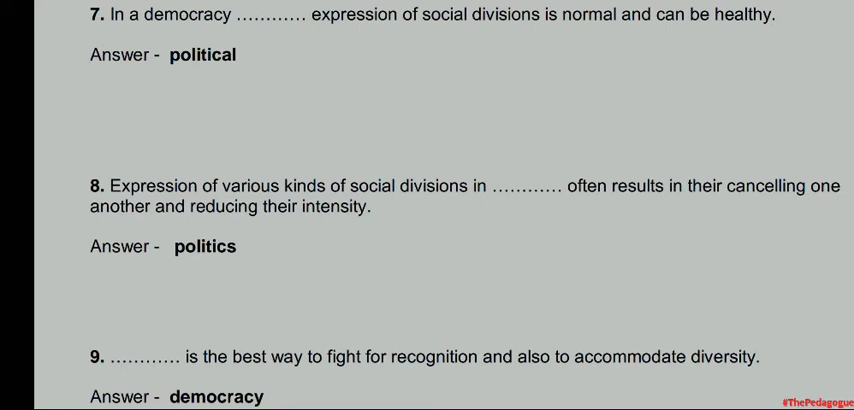 7. In a democracy ............ expression of social divisions is normal and can be healthy.
Answer - political
8. Expression of various kinds of social divisions in ............ often results in their cancelling one
another and reducing their intensity.
Answer - politics
9. ............ is the best way to fight for recognition and also to accommodate diversity.
Answer - democracy
#ThePedagogue